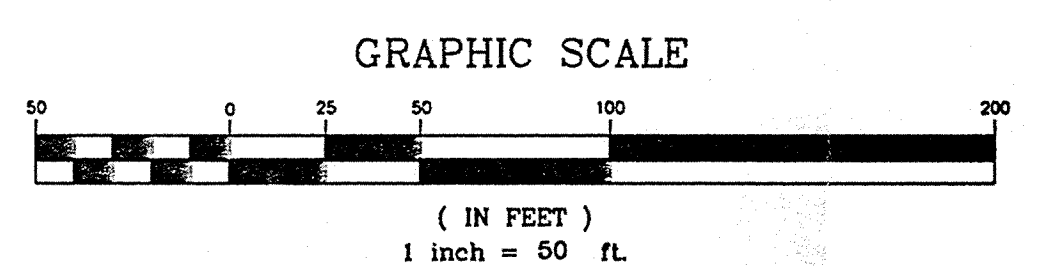 GRAPHIC SCALE
50 0 25 50 100 200
( IN FEET )
1 inch = 50 ft.